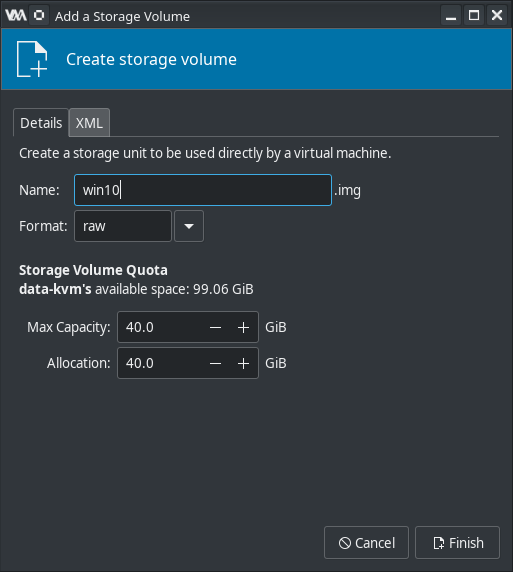 Add a Storage Volume
Create storage volume
Details XML
Create a storage unit to be used directly by a virtual machine.
Name: win10 .img
Format: raw
Storage Volume Quota
data-kvm's available space: 99.06 GiB
Max Capacity: 40.0 GiB
Allocation: 40.0 GiB
Cancel Finish